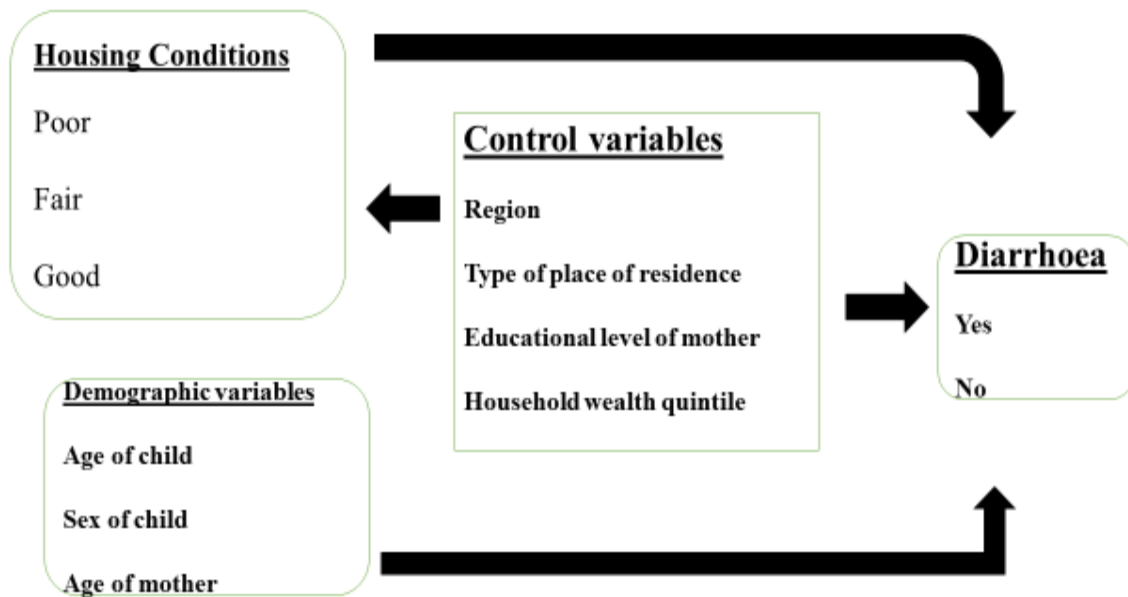 Housing Conditions
Poor
Fair
Good
Control variables
Region
Type of place of residence
Educational level of mother
Household wealth quintile
Diarrhoea
Yes
No
Demographic variables
Age of child
Sex of child
Age of mother